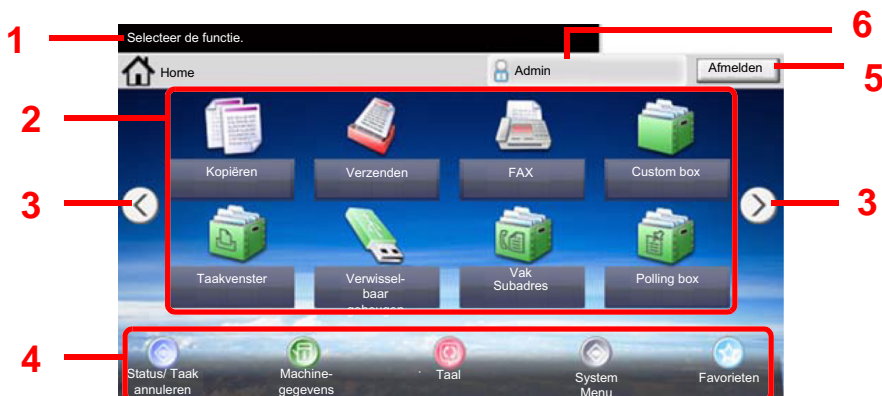 6
1
Selecteer de functie.
Home
Admin
Afmelden
5
2
Kopiëren
Verzenden
FAX
Custom box
3
3
Taakvenster
Verwissel-
baar
geheugen
Vak
Subadres
Polling box
4
Status/ Taak
annuleren
Machine-
gegevens
Taal
System
Menu
Favorieten